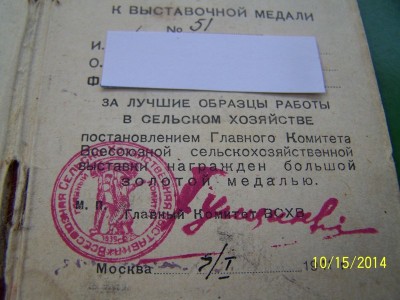 К ВЫСТАВОЧНОЙ МЕДАЛИ
№ 51
И.
О.
Ф.
ЗА ЛУЧШИЕ ОБРАЗЦЫ РАБОТЫ
В СЕЛЬСКОМ ХОЗЯЙСТВЕ
постановлением Главного Комитета
Всесоюзной сельскохозяйственной
выставки награжден большой
золотой медалью.
М. П.
Главный Комитет ВСХВ
Москва 5/I
10/15/2014